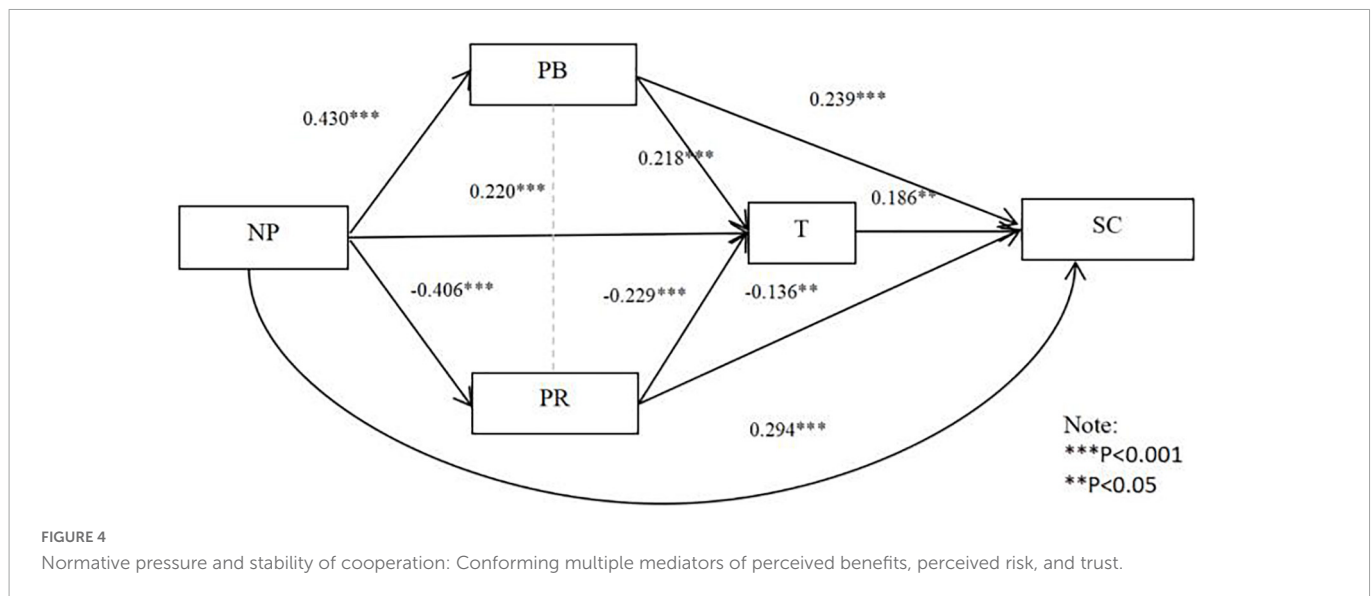 PB
0.239***
0.430***
0.218***
0.220***
0.186**
NP
T
SC
-0.406***
-0.229***
-0.136**
PR
0.294***
Note:
***P<0.001
**P<0.05
FIGURE 4
Normative pressure and stability of cooperation: Conforming multiple mediators of perceived benefits, perceived risk, and trust.